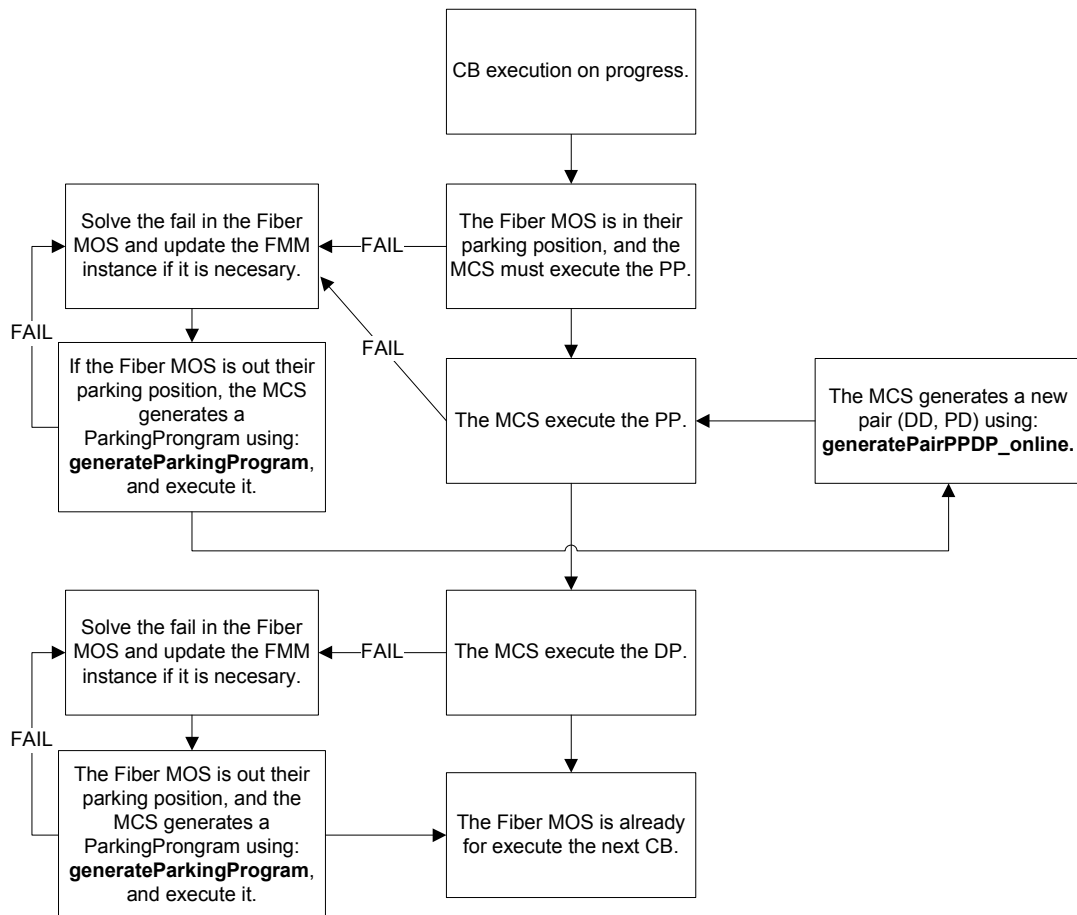 CB execution on progress.
Solve the fail in the Fiber
MOS and update the FMM
instance if it is necesary.
FAIL
The Fiber MOS is in their
parking position, and the
MCS must execute the PP.
FAIL
FAIL
If the Fiber MOS is out their
parking position, the MCS
generates a
ParkingProngram using:
generateParkingProgram,
and execute it.
The MCS execute the PP.
The MCS generates a new
pair (DD, PD) using:
generatePairPPDP_online.
Solve the fail in the Fiber
MOS and update the FMM
instance if it is necesary.
FAIL
The MCS execute the DP.
FAIL
The Fiber MOS is out their
parking position, and the
MCS generates a
ParkingProngram using:
generateParkingProgram,
and execute it.
The Fiber MOS is already
for execute the next CB.